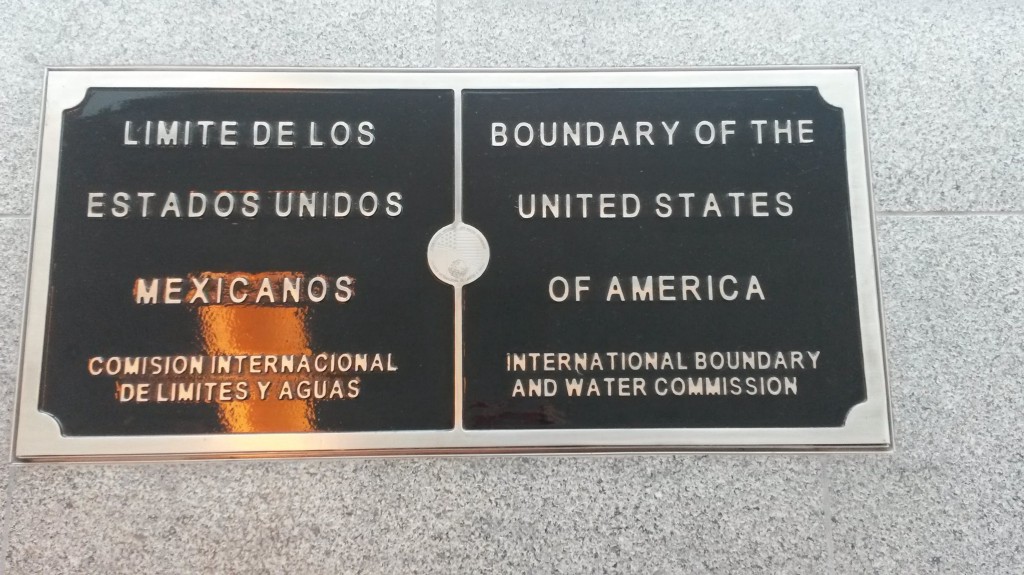 LIMITE DE LOS
ESTADOS UNIDOS
MEXICANOS
COMISION INTERNACIONAL
DE LIMITES Y AGUAS
BOUNDARY OF THE
UNITED STATES
OF AMERICA
INTERNATIONAL BOUNDARY
AND WATER COMMISSION